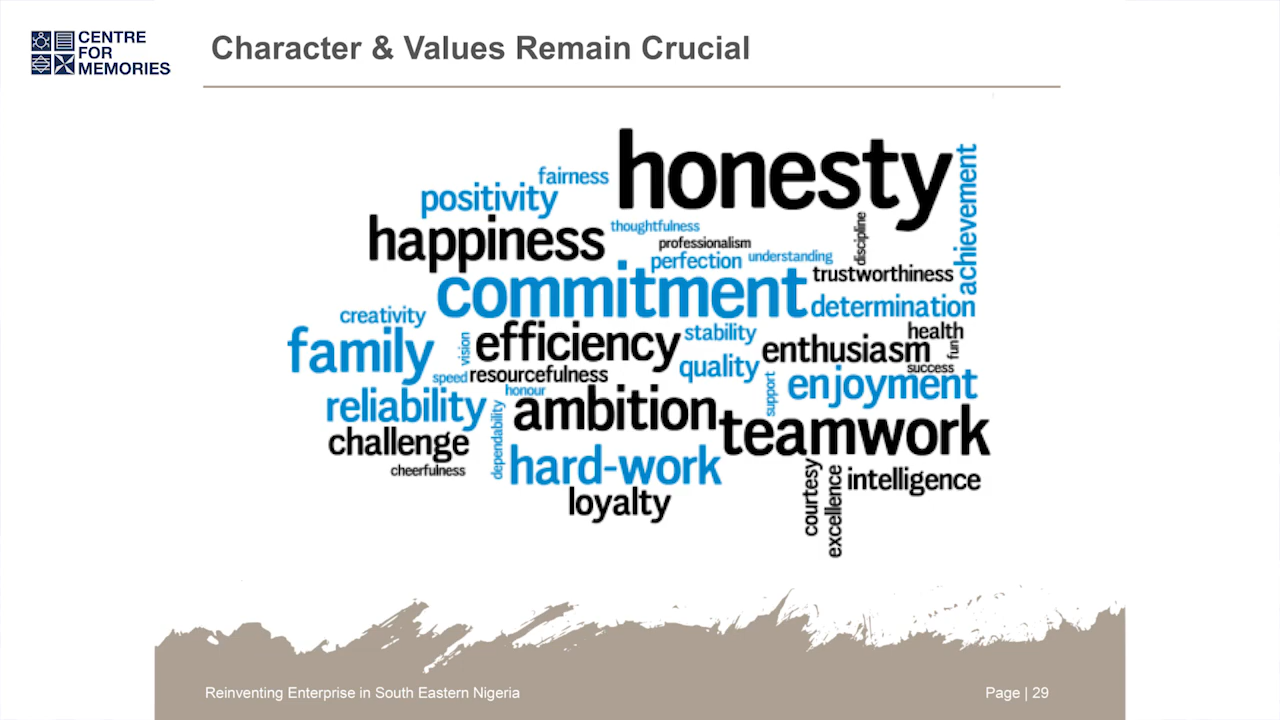 CENTRE
FOR
MEMORIES
Character & Values Remain Crucial
honesty
fairness
achievement
positivity
happiness
thoughtfulness
discipline
professionalism
perfection
understanding
trustworthiness
commitment
determination
creativity
family
vision
efficiency
stability
health
enthusiasm
fun
quality
success
speed
resourcefulness
support
enjoyment
honour
reliability
dependability
ambition
teamwork
challenge
cheerfulness
hard-work
courtesy
excellence
intelligence
loyalty
Reinventing Enterprise in South Eastern Nigeria
Page | 29